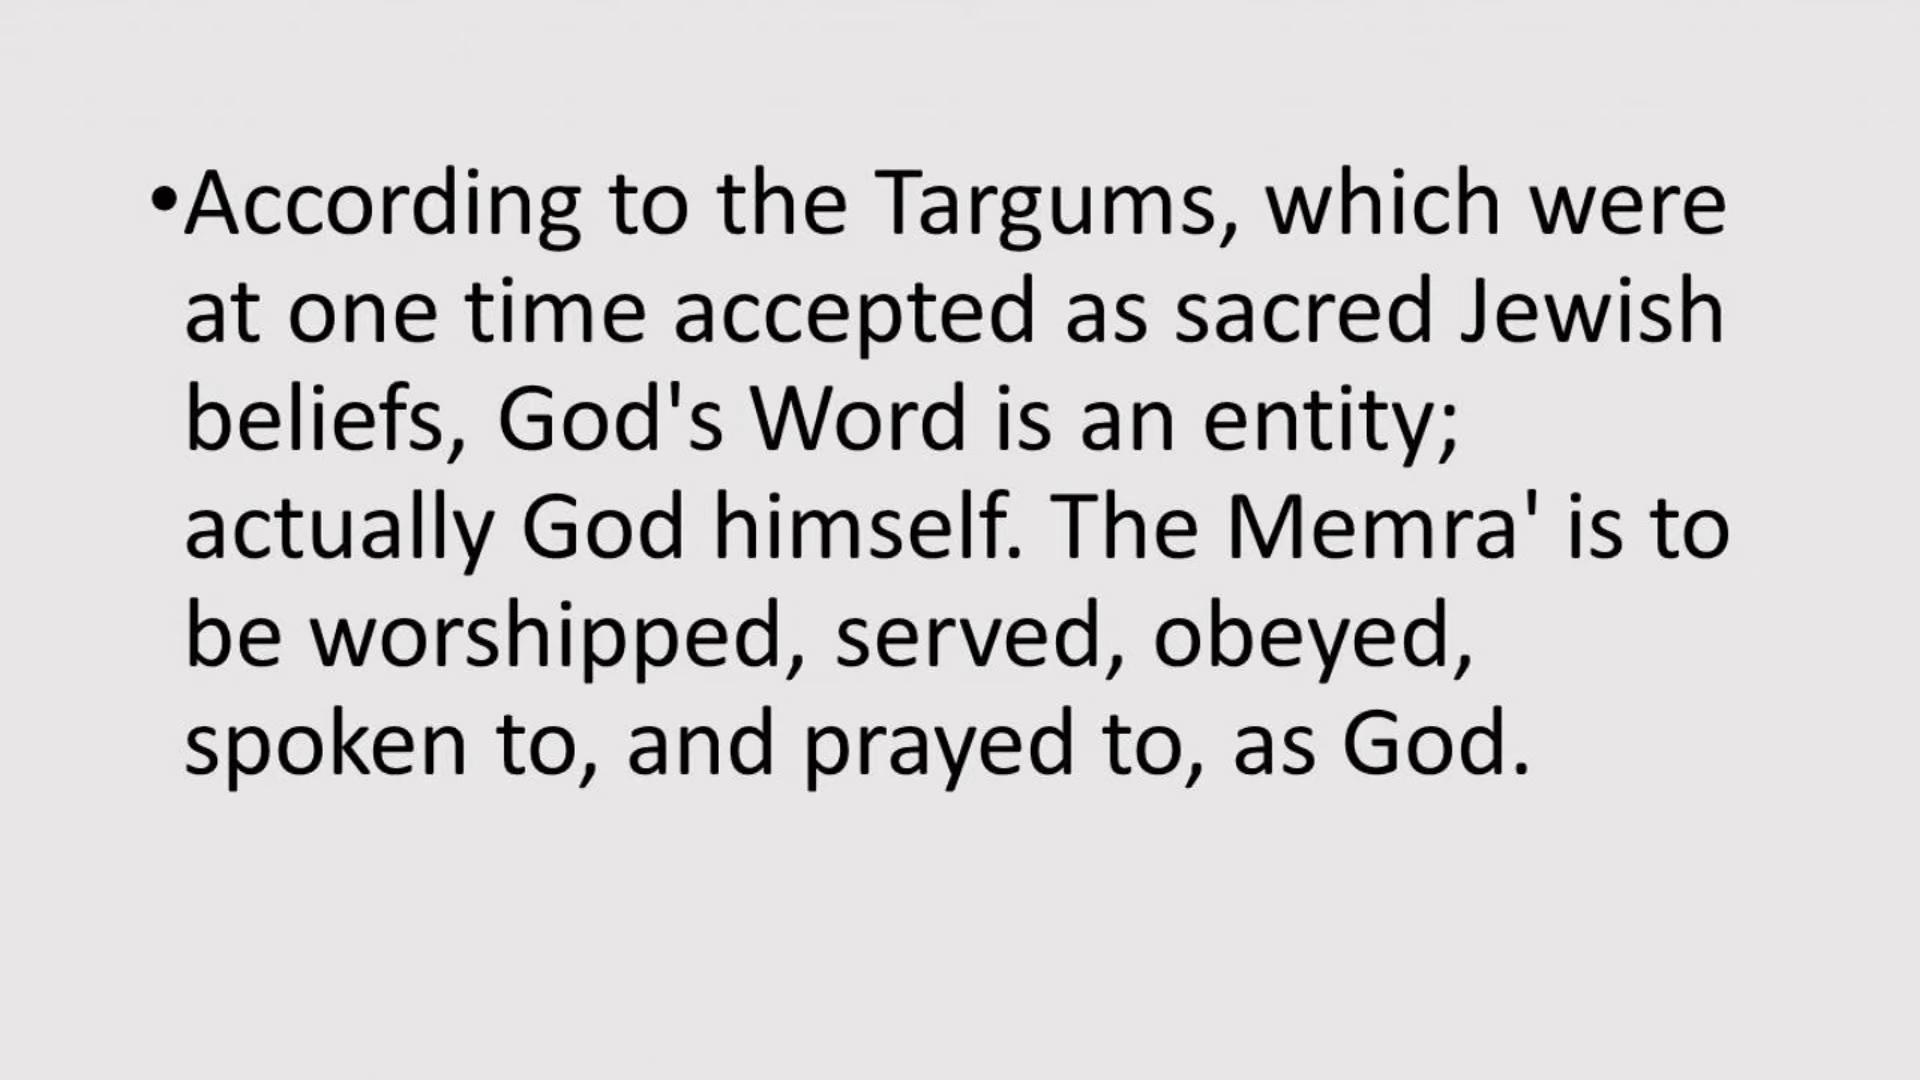 •According to the Targums, which were
at one time accepted as sacred Jewish
beliefs, God's Word is an entity;
actually God himself. The Memra' is to
be worshipped, served, obeyed,
spoken to, and prayed to, as God.